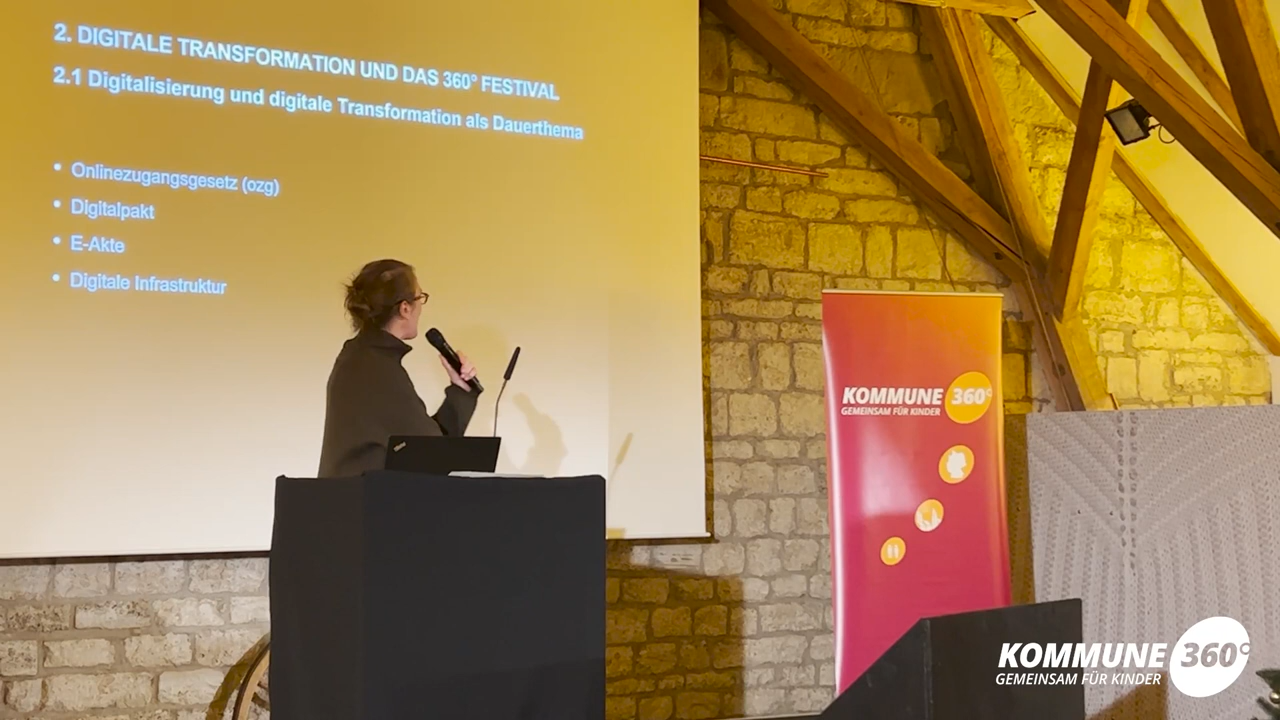 2. DIGITALE TRANSFORMATION UND DAS 360° FESTIVAL
2.1 Digitalisierung und digitale Transformation als Dauerthema
• Onlinezugangsgesetz (ozg)
• Digitalpakt
• E-Akte
• Digitale Infrastruktur
KOMMUNE 360°
GEMEINSAM FÜR KINDER
KOMMUNE 360°
GEMEINSAM FÜR KINDER